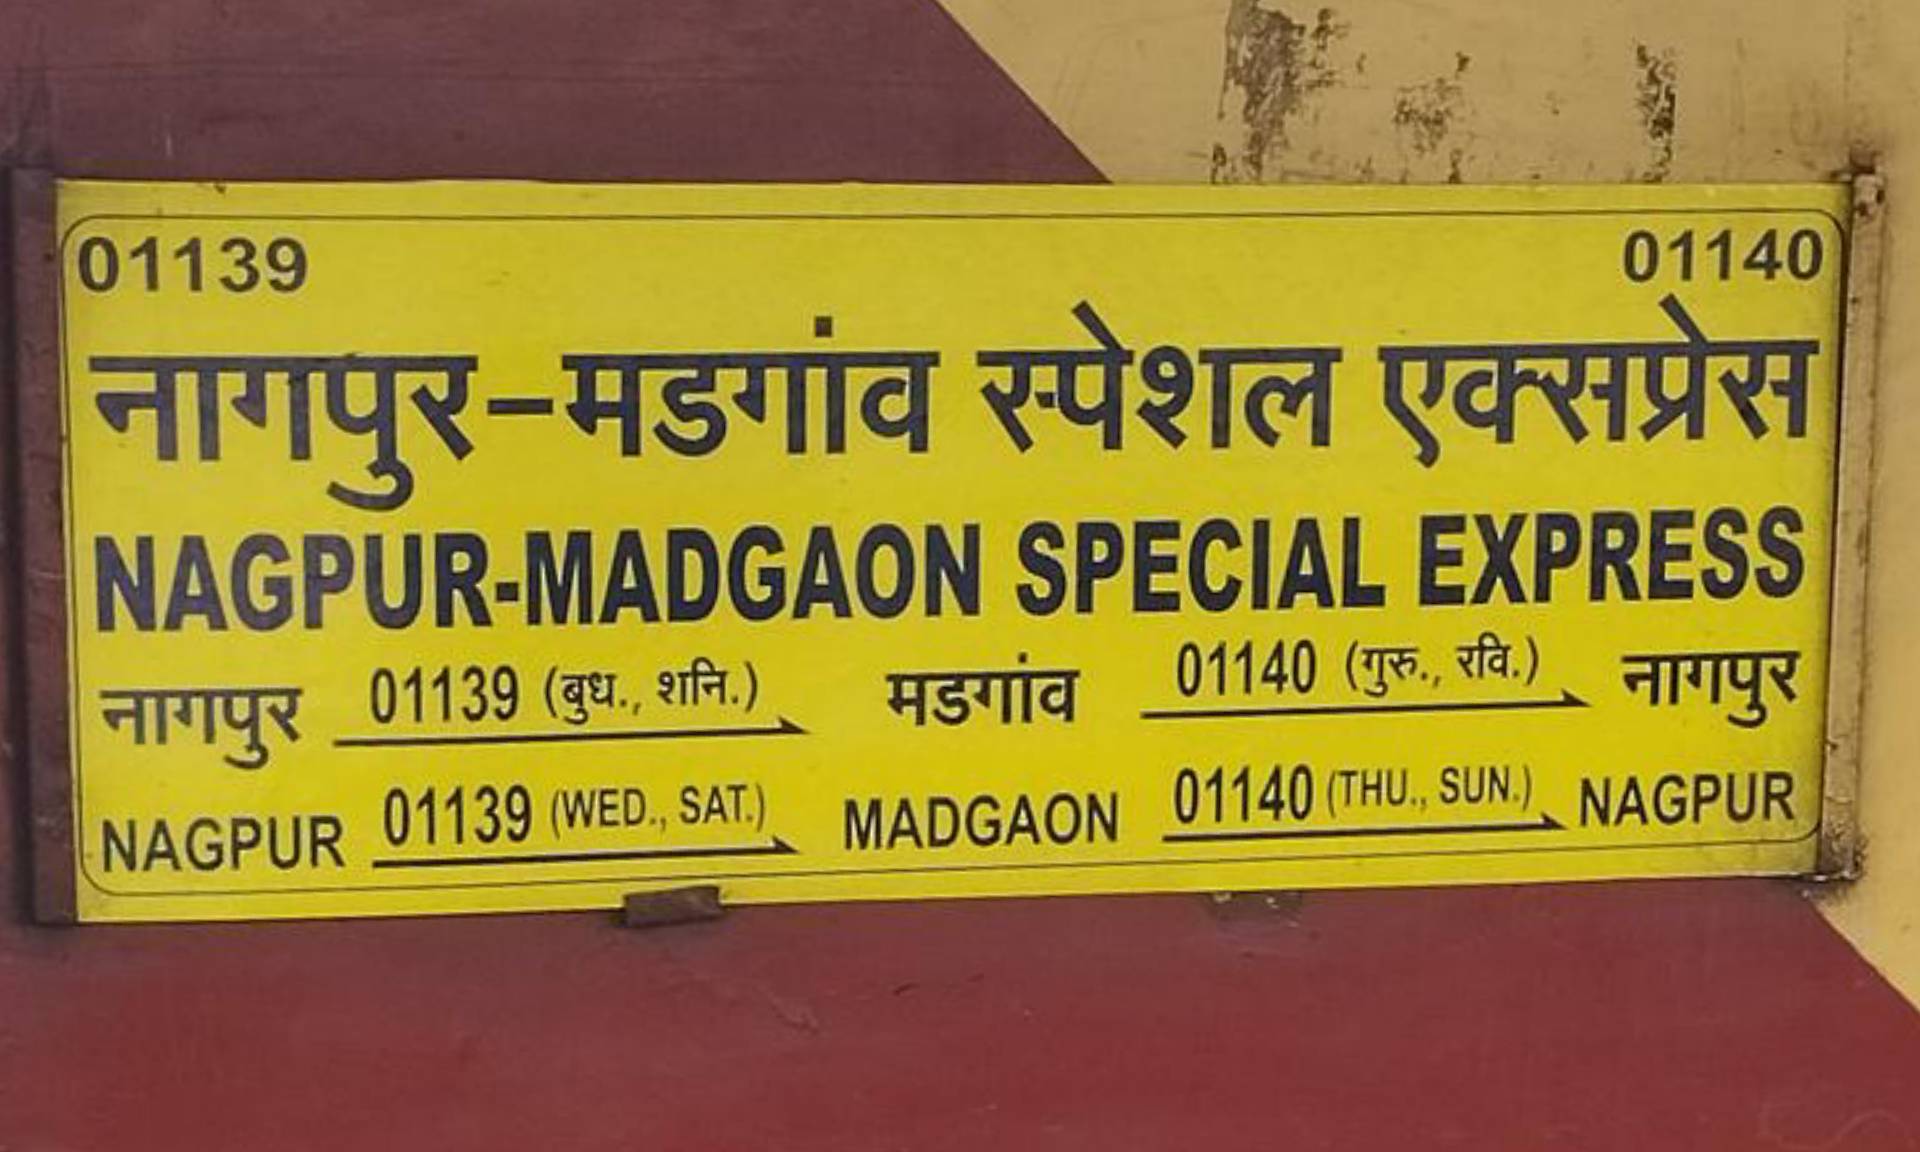 01139 01140
नागपुर-मडगांव स्पेशल एक्सप्रेस
NAGPUR-MADGAON SPECIAL EXPRESS
नागपुर 01139 (बुध., शनि.) मडगांव 01140 (गुरु., रवि.) नागपुर
NAGPUR 01139 (WED., SAT.) MADGAON 01140 (THU., SUN.) NAGPUR